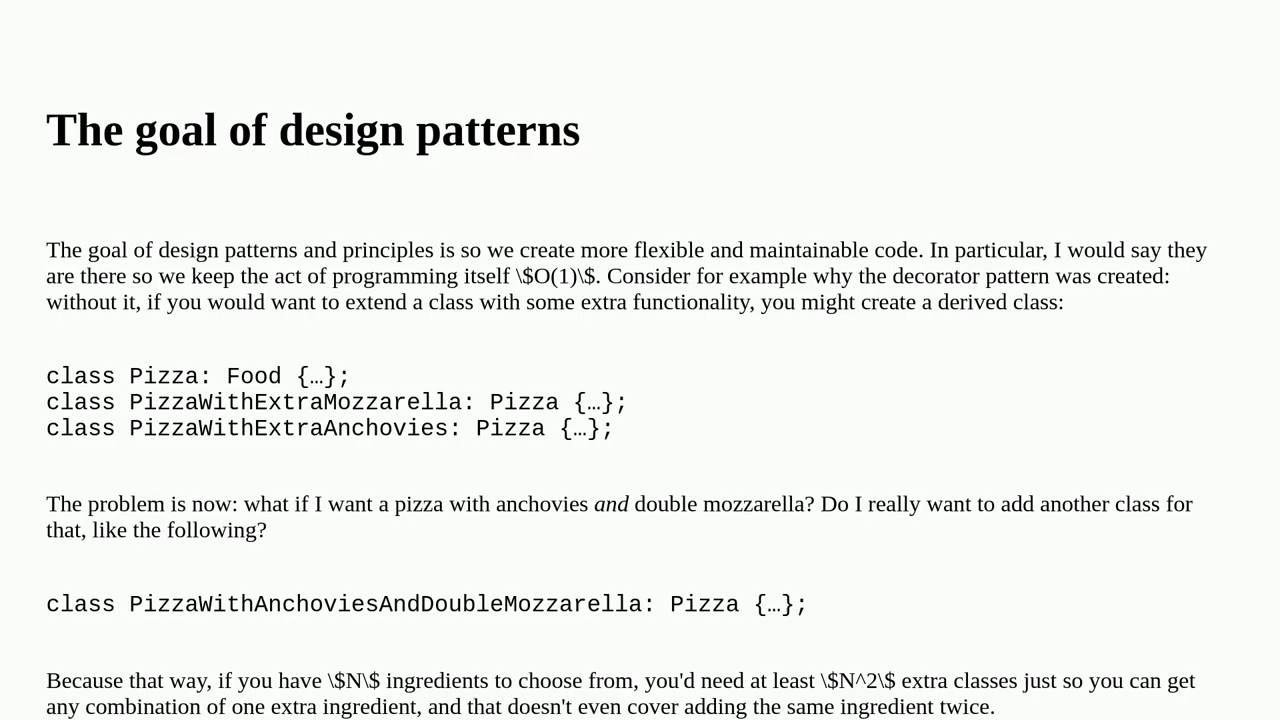 The goal of design patterns
The goal of design patterns and principles is so we create more flexible and maintainable code. In particular, I would say they
are there so we keep the act of programming itself \$O(1)\$. Consider for example why the decorator pattern was created:
without it, if you would want to extend a class with some extra functionality, you might create a derived class:
class Pizza: Food {…};
class PizzaWithExtraMozzarella: Pizza {…};
class PizzaWithExtraAnchovies: Pizza {…};
The problem is now: what if I want a pizza with anchovies and double mozzarella? Do I really want to add another class for
that, like the following?
class PizzaWithAnchoviesAndDoubleMozzarella: Pizza {…};
Because that way, if you have \$N\$ ingredients to choose from, you'd need at least \$N^2\$ extra classes just so you can get
any combination of one extra ingredient, and that doesn't even cover adding the same ingredient twice.